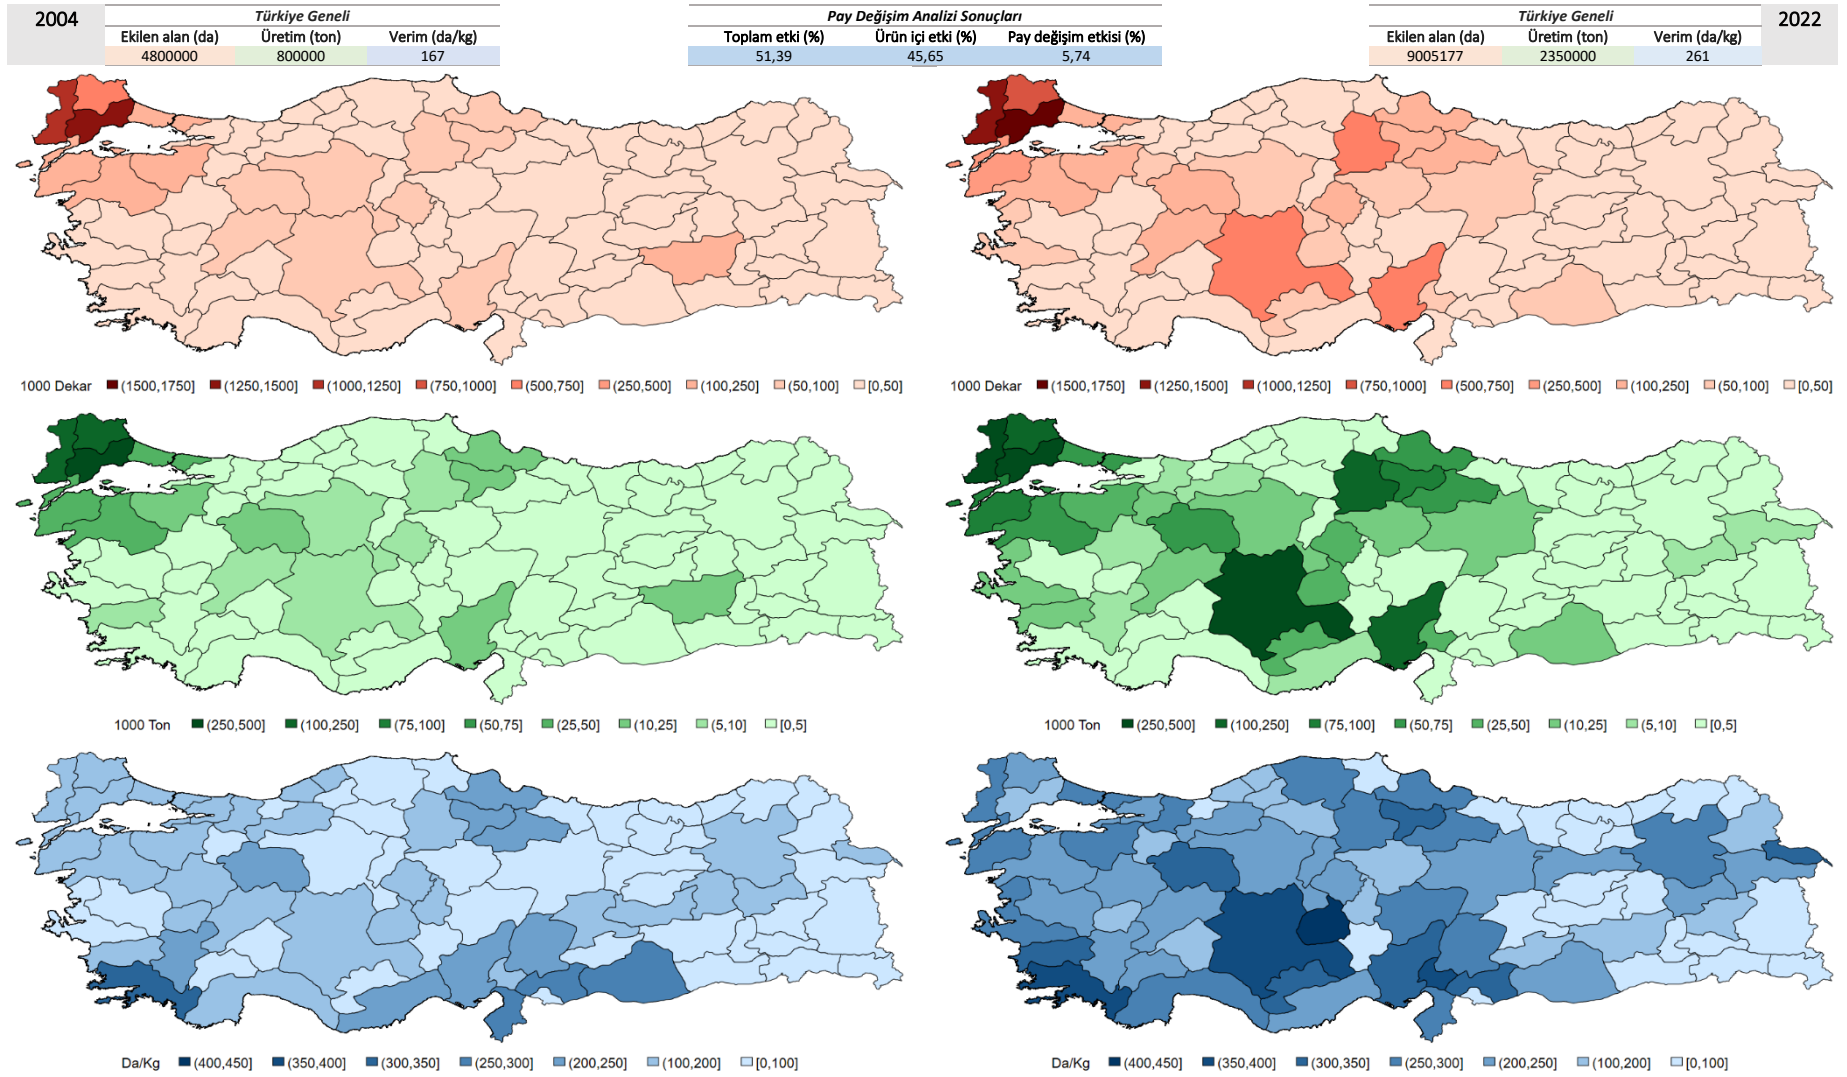 2004
Türkiye Geneli
Ekilen alan (da) Üretim (ton) Verim (da/kg)
4800000 800000 167
Pay Değişim Analizi Sonuçları
Toplam etki (%) Ürün içi etki (%) Pay değişim etkisi (%)
51,39 45,65 5,74
Türkiye Geneli
Ekilen alan (da) Üretim (ton) Verim (da/kg)
9005177 2350000 261
2022
1000 Dekar (1500,1750] (1250,1500] (1000,1250] (750,1000] (500,750] (250,500] (100,250] (50,100] [0,50]
1000 Dekar (1500,1750] (1250,1500] (1000,1250] (750,1000] (500,750] (250,500] (100,250] (50,100] [0,50]
1000 Ton (250,500] (100,250] (75,100] (50,75] (25,50] (10,25] (5,10] [0,5]
1000 Ton (250,500] (100,250] (75,100] (50,75] (25,50] (10,25] (5,10] [0,5]
Da/Kg (400,450] (350,400] (300,350] (250,300] (200,250] (100,200] [0,100]
Da/Kg (400,450] (350,400] (300,350] (250,300] (200,250] (100,200] [0,100]